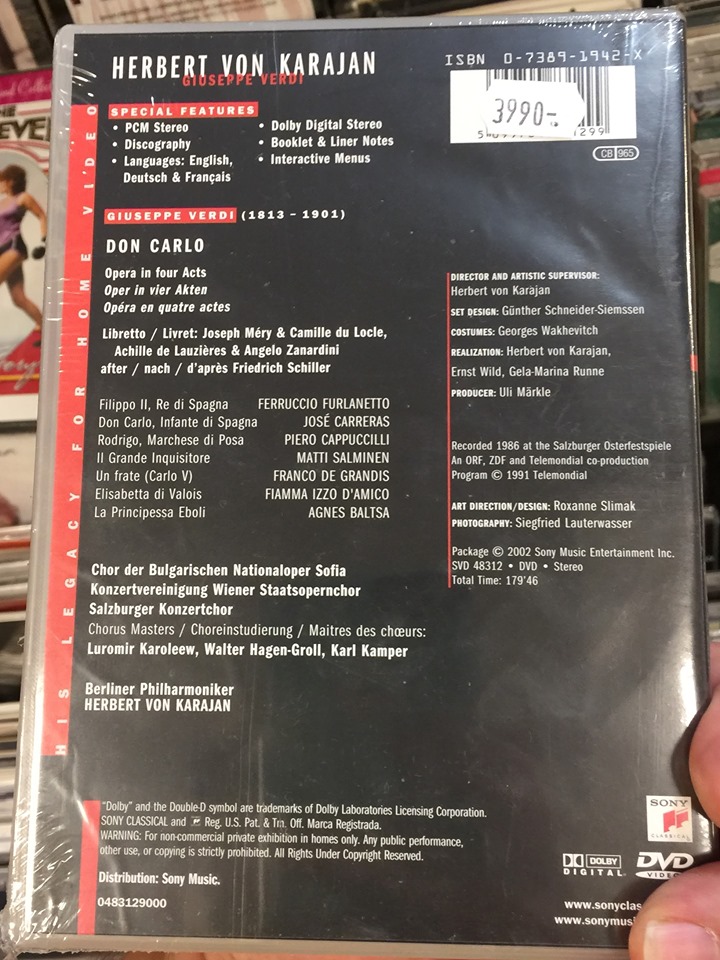 HERBERT VON KARAJAN
GIUSEPPE VERDI
ISBN 0-7389-1942-X
3990-
1299
CB 965
SPECIAL FEATURES
• PCM Stereo
• Discography
• Languages: English,
Deutsch & Français
• Dolby Digital Stereo
• Booklet & Liner Notes
• Interactive Menus
GIUSEPPE VERDI (1813 - 1901)
DON CARLO
Opera in four Acts
Oper in vier Akten
Opéra en quatre actes
Libretto / Livret: Joseph Méry & Camille du Locle,
Achille de Lauzières & Angelo Zanardini
after / nach / d'après Friedrich Schiller
Filippo II, Re di Spagna FERRUCCIO FURLANETTO
Don Carlo, Infante di Spagna JOSÉ CARRERAS
Rodrigo, Marchese di Posa PIERO CAPPUCCILLI
Il Grande Inquisitore MATTI SALMINEN
Un frate (Carlo V) FRANCO DE GRANDIS
Elisabetta di Valois FIAMMA IZZO D'AMICO
La Principessa Eboli AGNES BALTSA
Chor der Bulgarischen Nationaloper Sofia
Konzertvereinigung Wiener Staatsopernchor
Salzburger Konzertchor
Chorus Masters / Choreinstudierung / Maitres des chœurs:
Luromir Karoleew, Walter Hagen-Groll, Karl Kamper
Berliner Philharmoniker
HERBERT VON KARAJAN
DIRECTOR AND ARTISTIC SUPERVISOR:
Herbert von Karajan
SET DESIGN: Günther Schneider-Siemssen
COSTUMES: Georges Wakhevitch
REALIZATION: Herbert von Karajan,
Ernst Wild, Gela-Marina Runne
PRODUCER: Uli Märkle
Recorded 1986 at the Salzburger Osterfestspiele
An ORF, ZDF and Telemondial co-production
Program © 1991 Telemondial
ART DIRECTION/DESIGN: Roxanne Slimak
PHOTOGRAPHY: Siegfried Lauterwasser
Package © 2002 Sony Music Entertainment Inc.
SVD 48312 • DVD • Stereo
Total Time: 179'46
HIS LEGACY FOR HOME VIDEO
"Dolby" and the Double-D symbol are trademarks of Dolby Laboratories Licensing Corporation.
SONY CLASSICAL and Reg. U.S. Pat. & Tm. Off. Marca Registrada.
WARNING: For non-commercial private exhibition in homes only. Any public performance,
other use, or copying is strictly prohibited. All Rights Under Copyright Reserved.
Distribution: Sony Music.
0483129000
SONY
CLASSICAL
DOLBY
DIGITAL
DVD
VIDEO
www.sonyclas
www.sonymusi